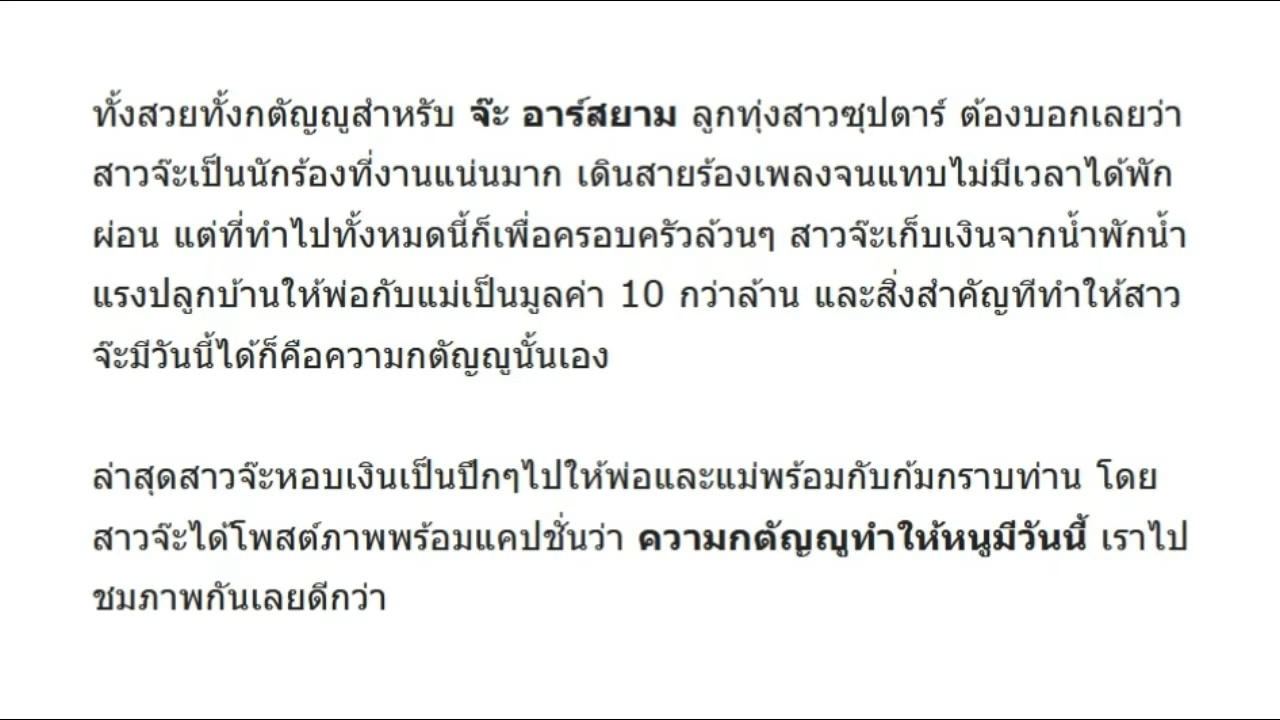 ทั้งสวยทั้งกตัญญูสำหรับ จ๊ะ อาร์สยาม ลูกทุ่งสาวซุปตาร์ ต้องบอกเลยว่า
สาวจ๊ะเป็นนักร้องที่งานแน่นมาก เดินสายร้องเพลงจนแทบไม่มีเวลาได้พัก
ผ่อน แต่ที่ทำไปทั้งหมดนี้ก็เพื่อครอบครัวล้วนๆ สาวจ๊ะเก็บเงินจากน้ำพักน้ำ
แรงปลูกบ้านให้พ่อกับแม่เป็นมูลค่า 10 กว่าล้าน และสิ่งสำคัญทีทำให้สาว
จ๊ะมีวันนี้ได้ก็คือความกตัญญูนั้นเอง
ล่าสุดสาวจ๊ะหอบเงินเป็นปึกๆไปให้พ่อและแม่พร้อมกับก้มกราบท่าน โดย
สาวจ๊ะได้โพสต์ภาพพร้อมแคปชั่นว่า ความกตัญญูทำให้หนูมีวันนี้ เราไป
ชมภาพกันเลยดีกว่า